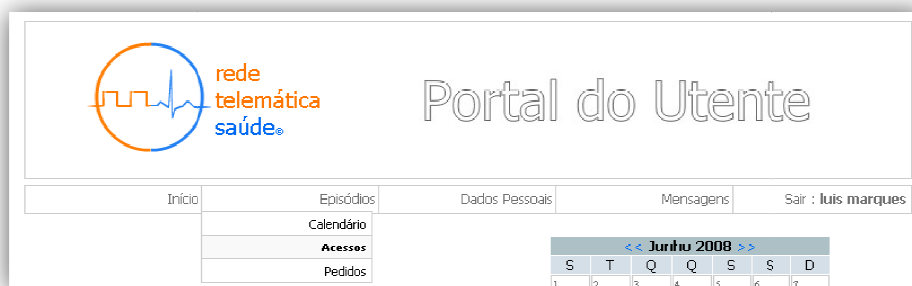 rede
telemática
saúde®
Portal do Utente
Início Episódios Dados Pessoais Mensagens Sair : luis marques
Calendário
Acessos
Pedidos
<< Junho 2008 >>
S T Q Q S S D
1 2 3 4 5 6 7